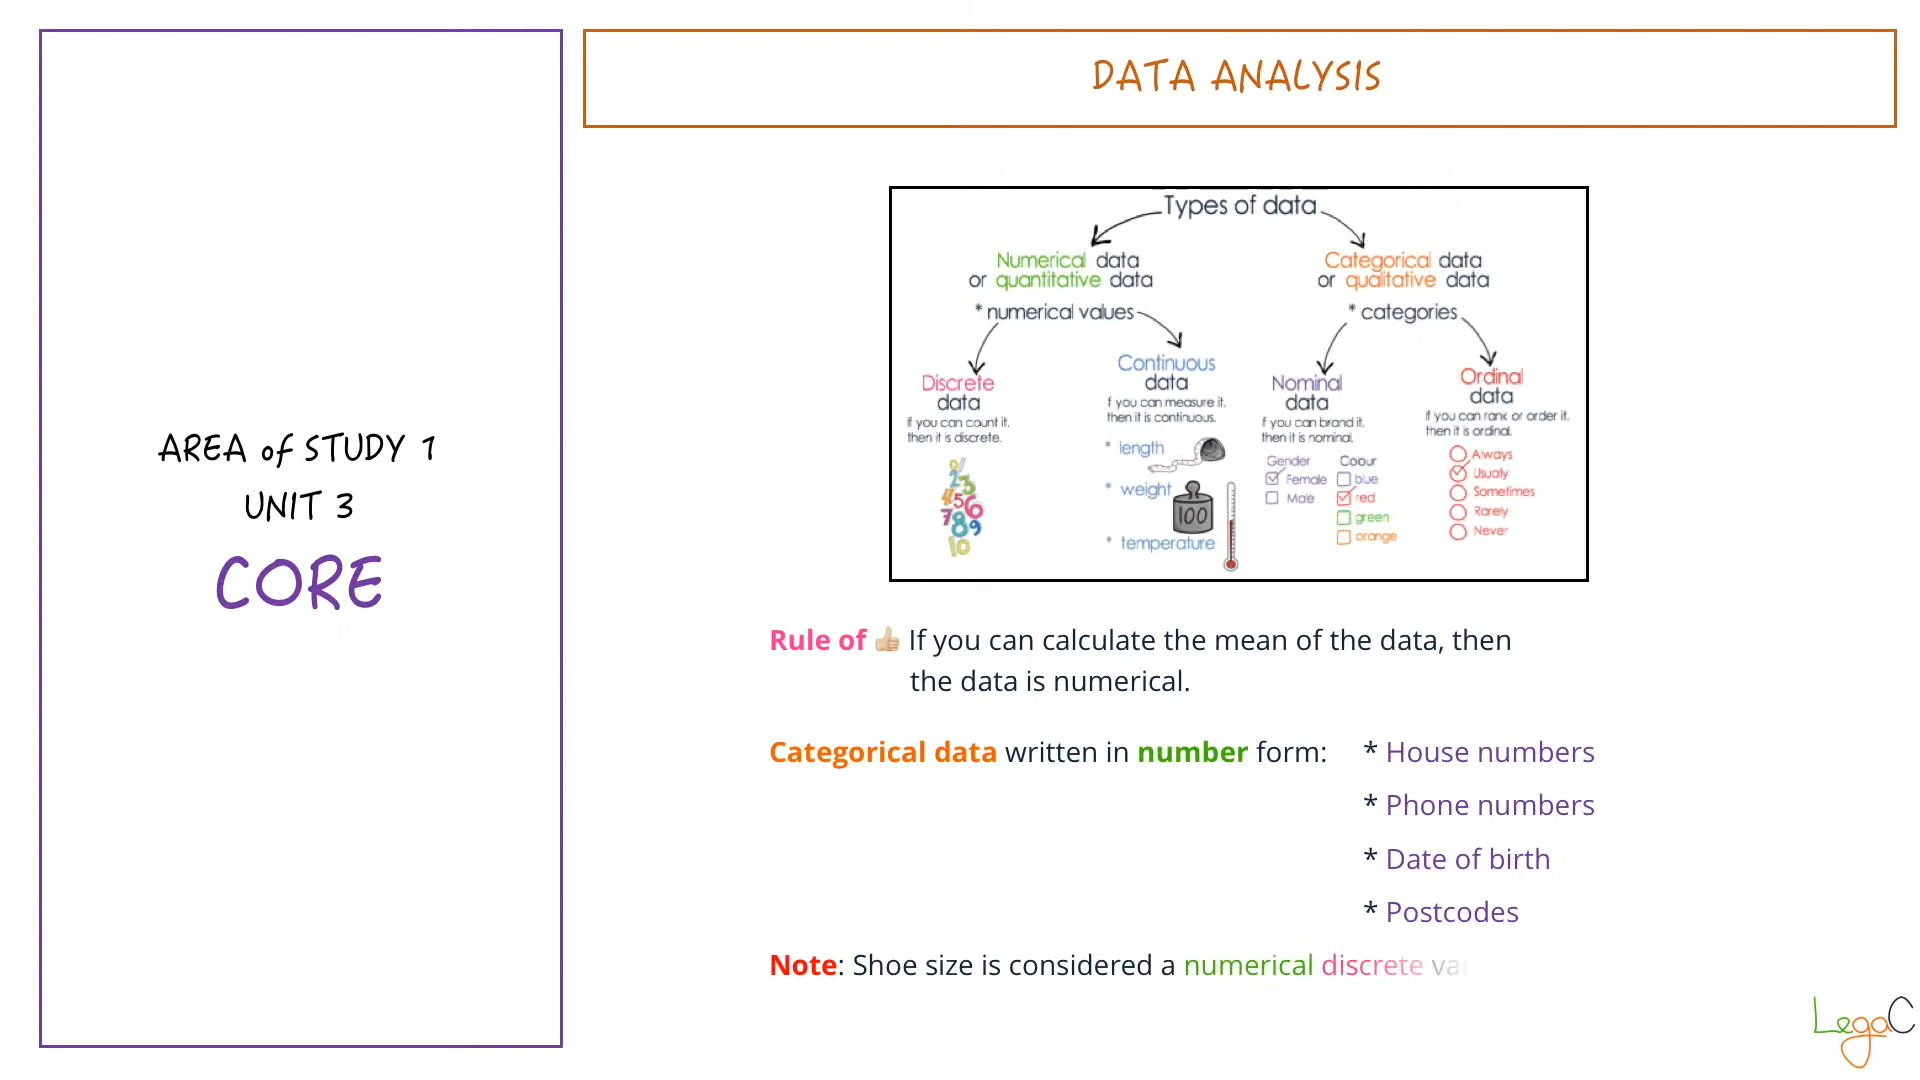 AREA of STUDY 1
UNIT 3
CORE
DATA ANALYSIS
Types of data
Numerical data
or quantitative data
* numerical values
Discrete
data
If you can count it,
then it is discrete.
Continuous
data
f you can measure it,
then it is continuous.
* length
* weight
100
* temperature
Categorical data
or qualitative data
* categories
Nominal
data
f you can brand it,
then it is nominal.
Gender
Female
Male
Colour
blue
red
green
orange
Ordinal
data
If you can rank or order it,
then it is ordinal.
Always
Usualy
Sometimes
Rarely
Never
Rule of 👍🏼 If you can calculate the mean of the data, then
the data is numerical.
Categorical data written in number form: * House numbers
* Phone numbers
* Date of birth
* Postcodes
Note: Shoe size is considered a numerical discrete va
LegaC